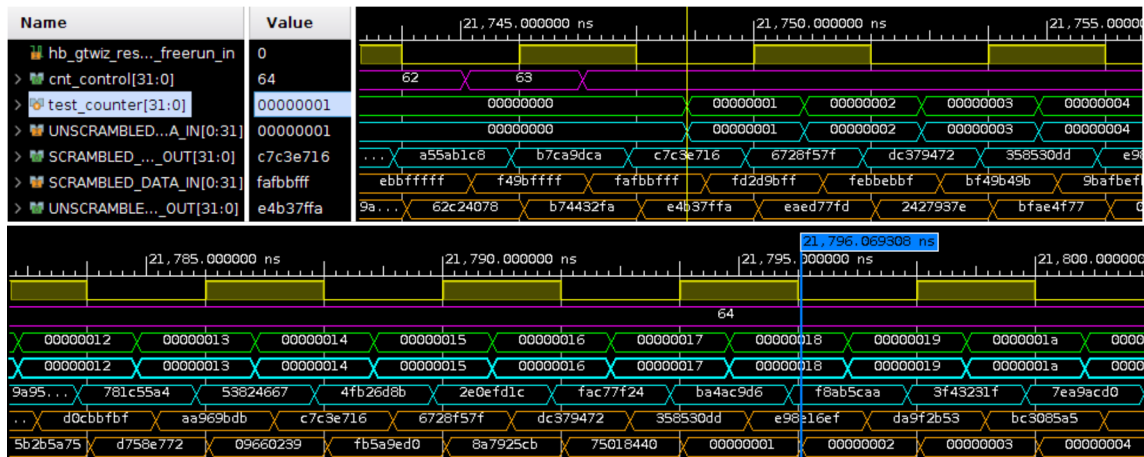 Name Value 21,745.000000 ns 21,750.000000 ns 21,755.0000
hb_gtwiz_res..._freerun_in 0
cnt_control[31:0] 64 62 63
test_counter[31:0] 00000001 00000000 00000001 00000002 00000003 00000004
UNSCRAMBLED...A_IN[0:31] 00000001 00000000 00000001 00000002 00000003 00000004
SCRAMBLED_..._OUT[31:0] c7c3e716 ... a55ab1c8 b7ca9dca c7c3e716 6728f57f dc379472 358530dd e98
SCRAMBLED_DATA_IN[0:31] fafbbfff ebbfffff f49bffff fafbbfff fd2d9bff febbebbf bf49b49b 9bafbefb
UNSCRAMBLE..._OUT[31:0] e4b37ffa 9a... 62c24078 b74432fa e4b37ffa eaed77fd 2427937e bfae4f77
21,796.069308 ns
21,785.000000 ns 21,790.000000 ns 21,795.000000 ns 21,800.000000
64
00000012 00000013 00000014 00000015 00000016 00000017 00000018 00000019 0000001a 0000
00000012 00000013 00000014 00000015 00000016 00000017 00000018 00000019 0000001a 0000
9a95... 781c55a4 53824667 4fb26d8b 2e0efd1c fac77f24 ba4ac9d6 f8ab5caa 3f43231f 7ea9acd0
.. d0cbbfbf aa969bdb c7c3e716 6728f57f dc379472 358530dd e98e16ef da9f2b53 bc3085a5
5b2b5a75 d758e772 09660239 fb5a9ed0 8a7925cb 75018440 00000001 00000002 00000003 00000004